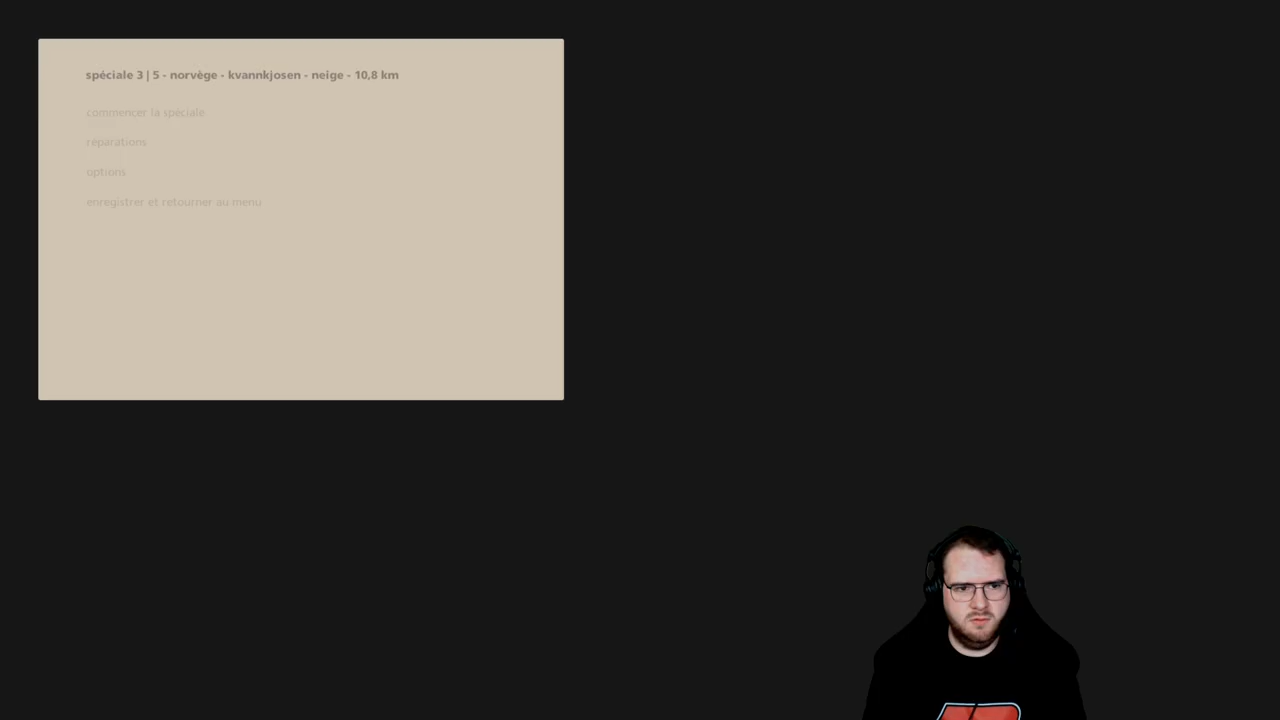 spéciale 3 | 5 - norvège - kvannkjosen - neige - 10,8 km
commencer la spéciale
réparations
options
enregistrer et retourner au menu